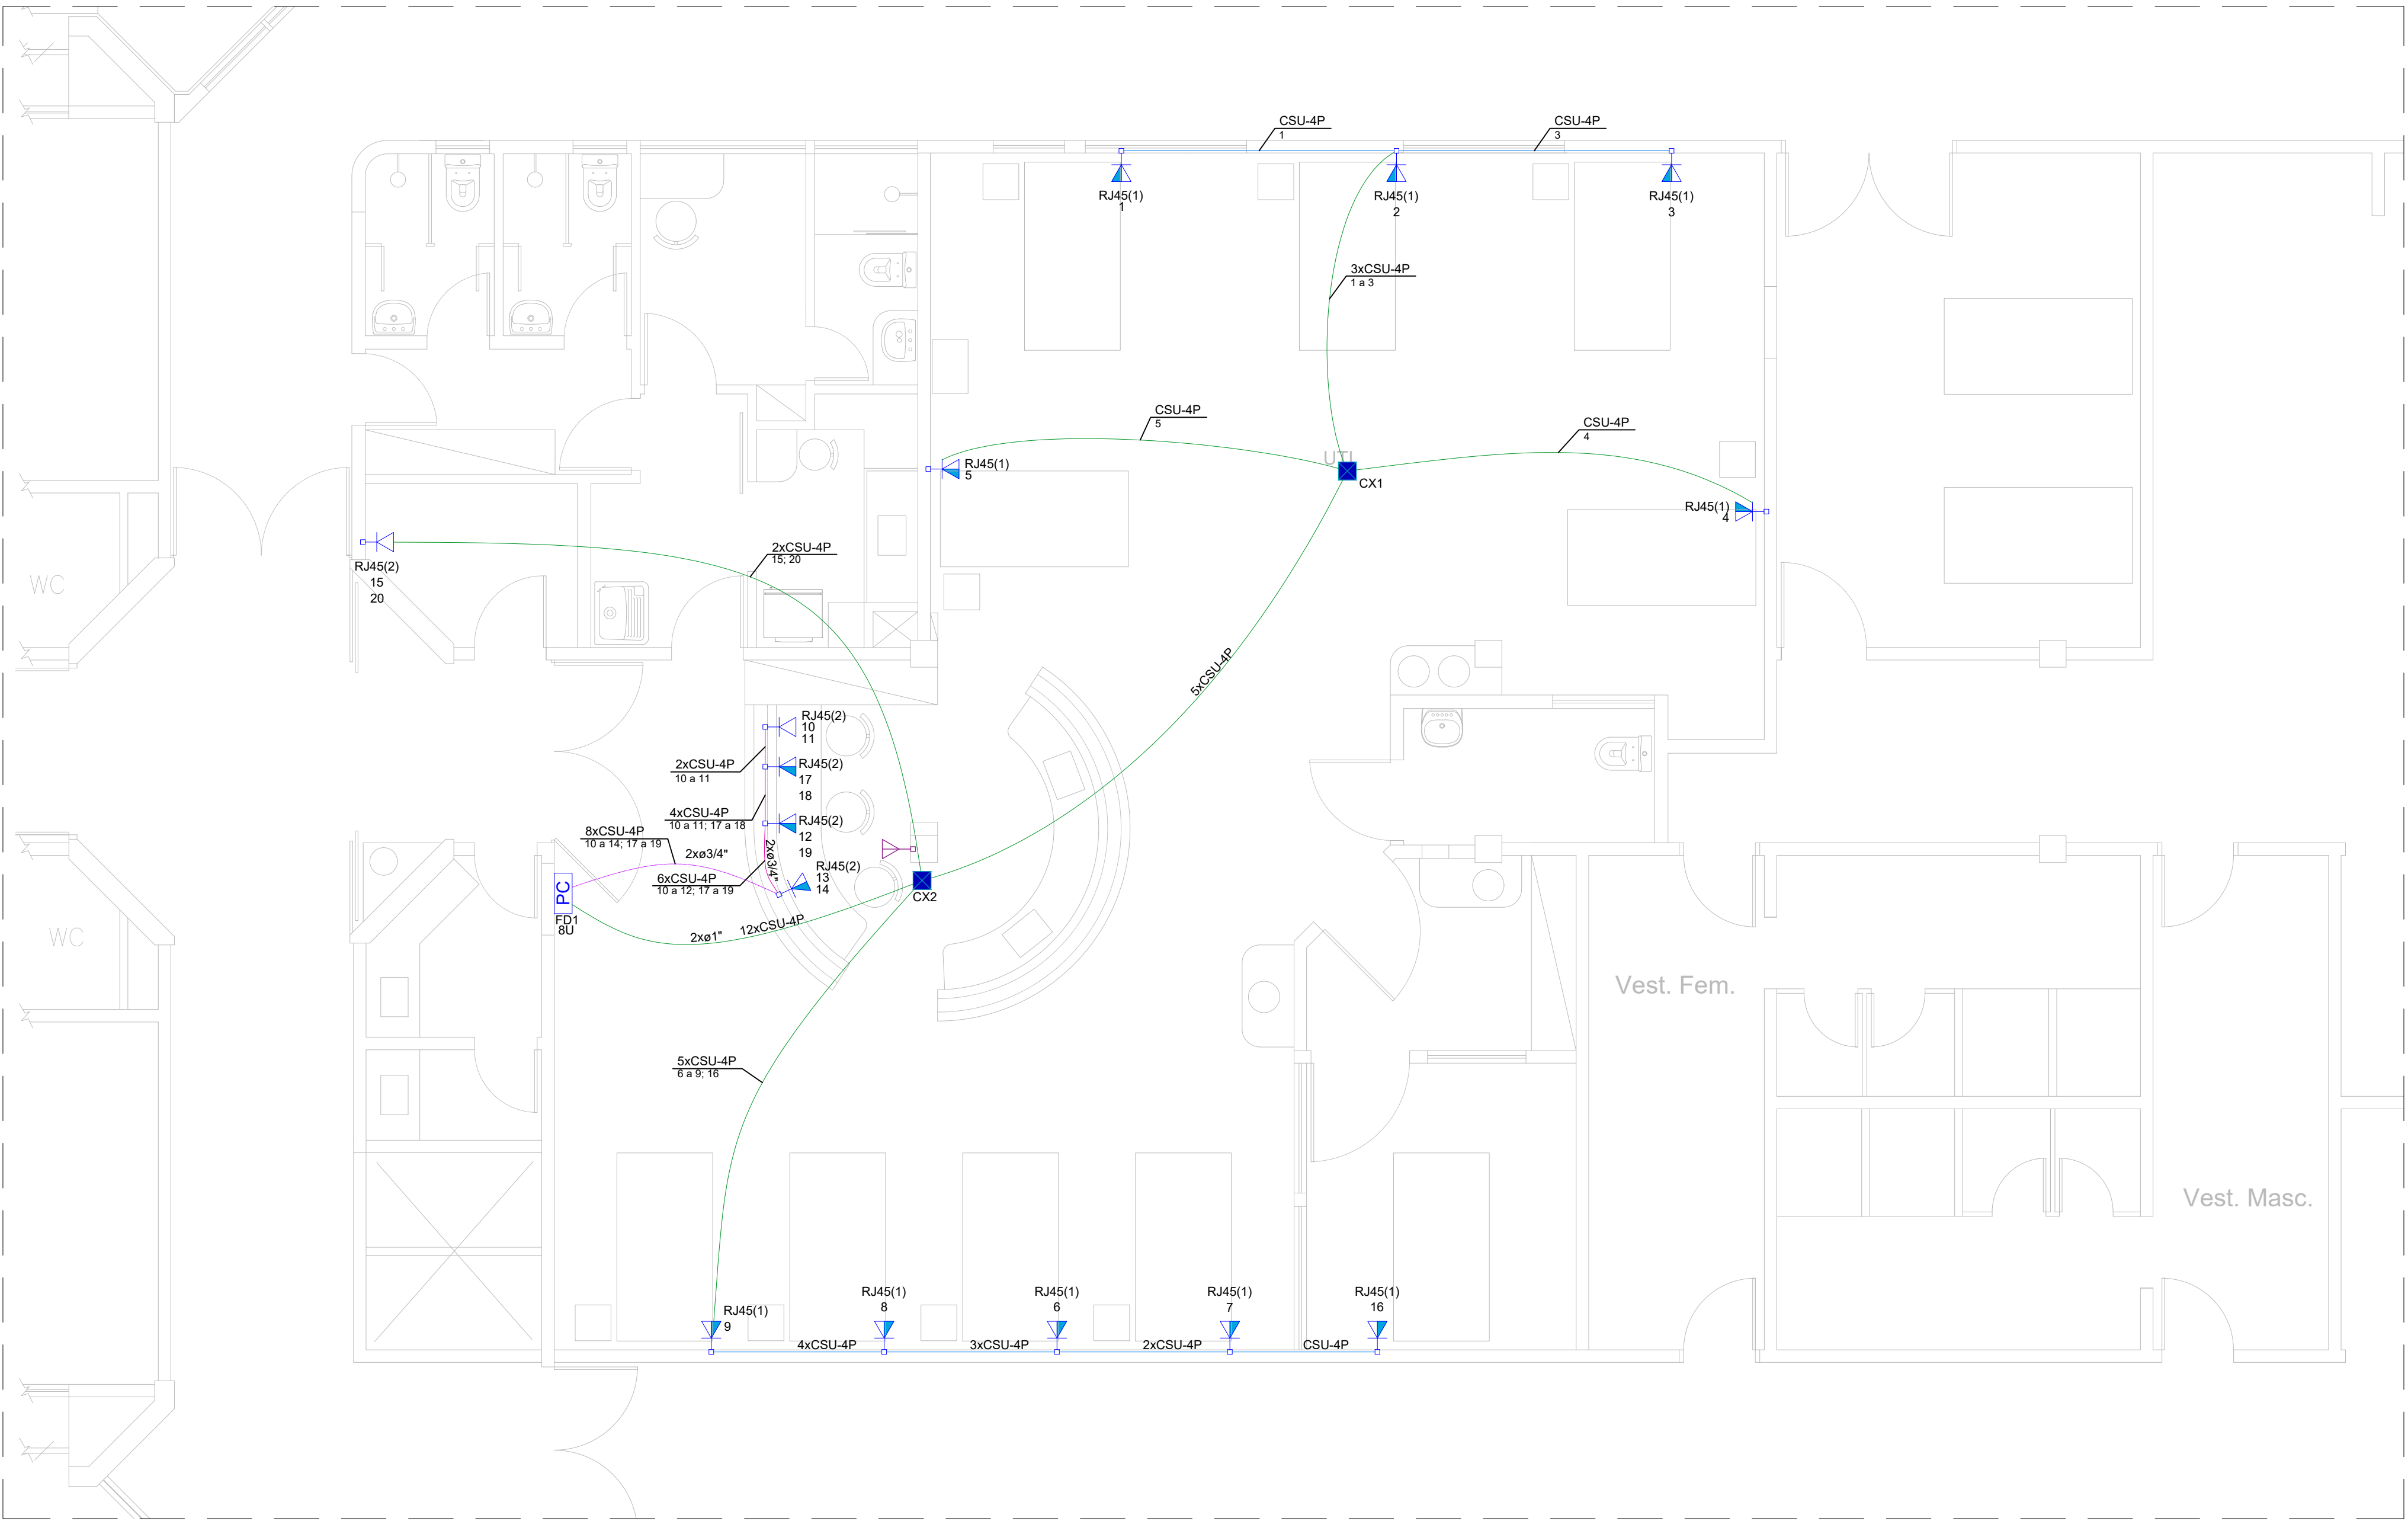 CSU-4P
1
CSU-4P
3
RJ45(1)
1
RJ45(1)
2
RJ45(1)
3
3xCSU-4P
1 a 3
CSU-4P
5
CSU-4P
4
UTI
RJ45(1)
5
CX1
RJ45(1)
4
2xCSU-4P
15; 20
RJ45(2)
15
20
WC
5xCSU-4P
RJ45(2)
10
11
2xCSU-4P
10 a 11
RJ45(2)
17
18
4xCSU-4P
10 a 11; 17 a 18
RJ45(2)
12
19
8xCSU-4P
10 a 14; 17 a 19
2xø3/4"
2xø3/4"
6xCSU-4P
10 a 12; 17 a 19
RJ45(2)
13
14
PC
FD1
8U
CX2
12xCSU-4P
2xø1"
WC
Vest. Fem.
5xCSU-4P
6 a 9; 16
Vest. Masc.
RJ45(1)
9
RJ45(1)
8
RJ45(1)
6
RJ45(1)
7
RJ45(1)
16
4xCSU-4P
3xCSU-4P
2xCSU-4P
CSU-4P